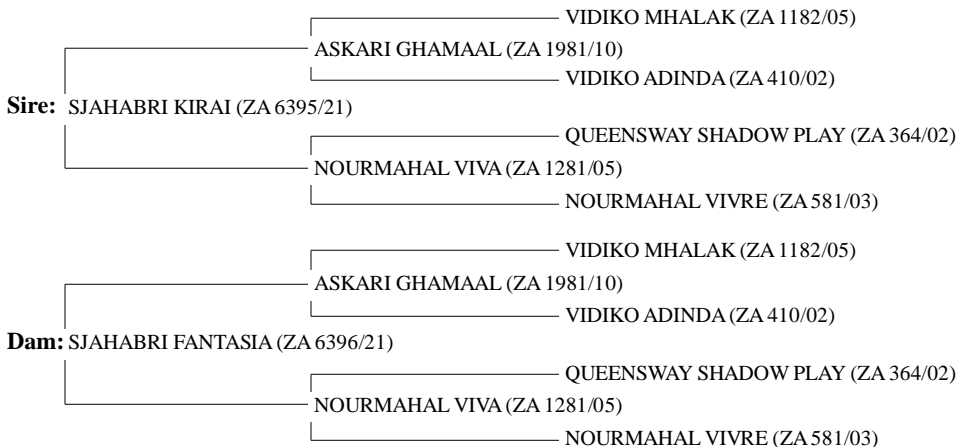 VIDIKO MHALAK (ZA 1182/05)
ASKARI GHAMAAL (ZA 1981/10)
VIDIKO ADINDA (ZA 410/02)
Sire: SJAHABRI KIRAI (ZA 6395/21)
QUEENSWAY SHADOW PLAY (ZA 364/02)
NOURMAHAL VIVA (ZA 1281/05)
NOURMAHAL VIVRE (ZA 581/03)
VIDIKO MHALAK (ZA 1182/05)
ASKARI GHAMAAL (ZA 1981/10)
VIDIKO ADINDA (ZA 410/02)
Dam: SJAHABRI FANTASIA (ZA 6396/21)
QUEENSWAY SHADOW PLAY (ZA 364/02)
NOURMAHAL VIVA (ZA 1281/05)
NOURMAHAL VIVRE (ZA 581/03)